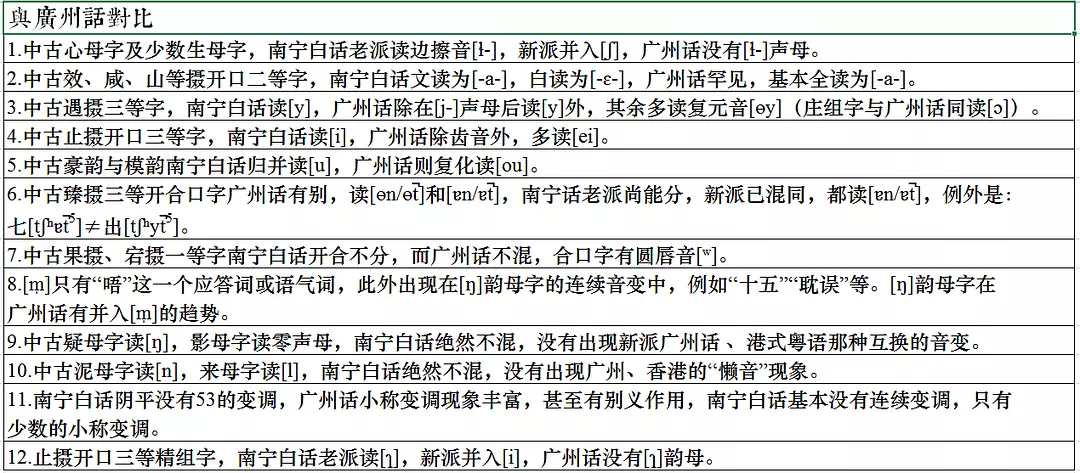 與廣州話對比
1.中古心母字及少数生母字，南宁白话老派读边擦音[ɬ-]，新派并入[ʃ]，广州话没有[ɬ-]声母。
2.中古效、咸、山等摄开口二等字，南宁白话文读为[-a-]，白读为[-ɛ-]，广州话罕见，基本全读为[-a-]。
3.中古遇摄三等字，南宁白话读[y]，广州话除在[j-]声母后读[y]外，其余多读复元音[ɵy]（庄组字与广州话同读[ɔ]）。
4.中古止摄开口三等字，南宁白话读[i]，广州话除齿音外，多读[ei]。
5.中古豪韵与模韵南宁白话归并读[u]，广州话则复化读[ou]。
6.中古臻摄三等开合口字广州话有别，读[ɵn/ɵt̚]和[ɐn/ɐt̚]，南宁话老派尚能分，新派已混同，都读[ɐn/ɐt̚]，例外是：
七[tʃʰɐt̚⁵]≠出[tʃʰyt̚⁵]。
7.中古果摄、宕摄一等字南宁白话开合不分，而广州话不混，合口字有圆唇音[ʷ]。
8.[m̩]只有“唔”这一个应答词或语气词，此外出现在[ŋ]韵母字的连续音变中，例如“十五”“耽误”等。[ŋ]韵母字在
广州话有并入[m̩]的趋势。
9.中古疑母字读[ŋ]，影母字读零声母，南宁白话绝然不混，没有出现新派广州话、港式粤语那种互换的音变。
10.中古泥母字读[n]，来母字读[l]，南宁白话绝然不混，没有出现广州、香港的“懒音”现象。
11.南宁白话阴平没有53的变调，广州话小称变调现象丰富，甚至有别义作用，南宁白话基本没有连续变调，只有
少数的小称变调。
12.止摄开口三等精组字，南宁白话老派读[ɿ]，新派并入[i]，广州话没有[ɿ]韵母。